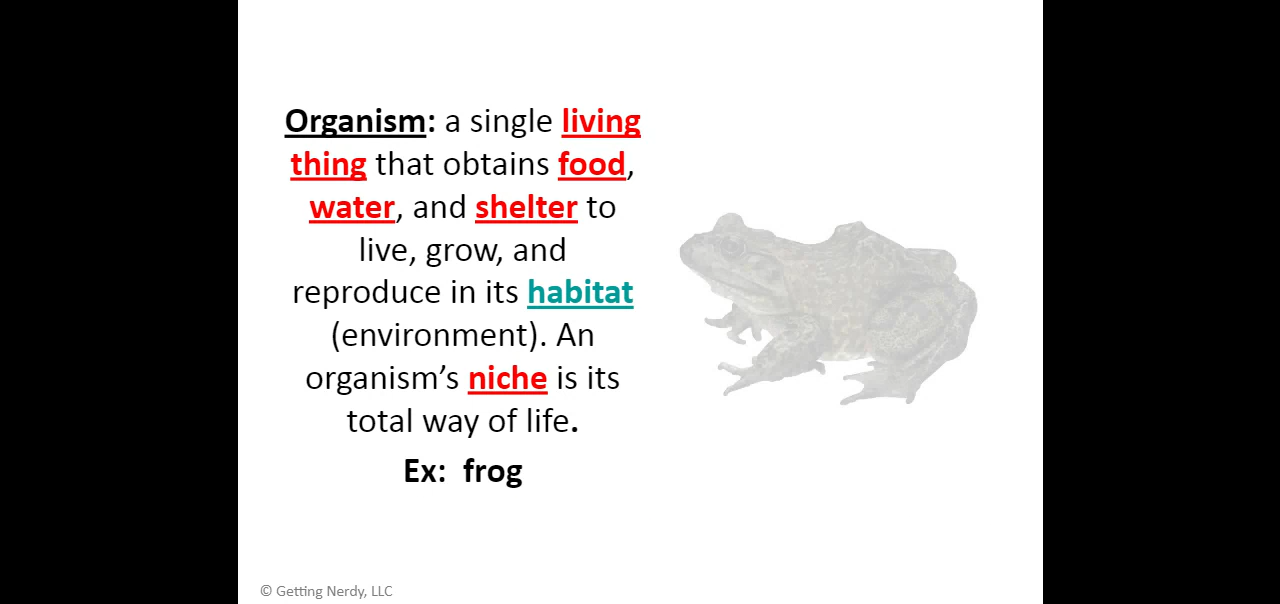 Organism: a single living
thing that obtains food,
water, and shelter to
live, grow, and
reproduce in its habitat
(environment). An
organism’s niche is its
total way of life.
Ex:  frog
© Getting Nerdy, LLC